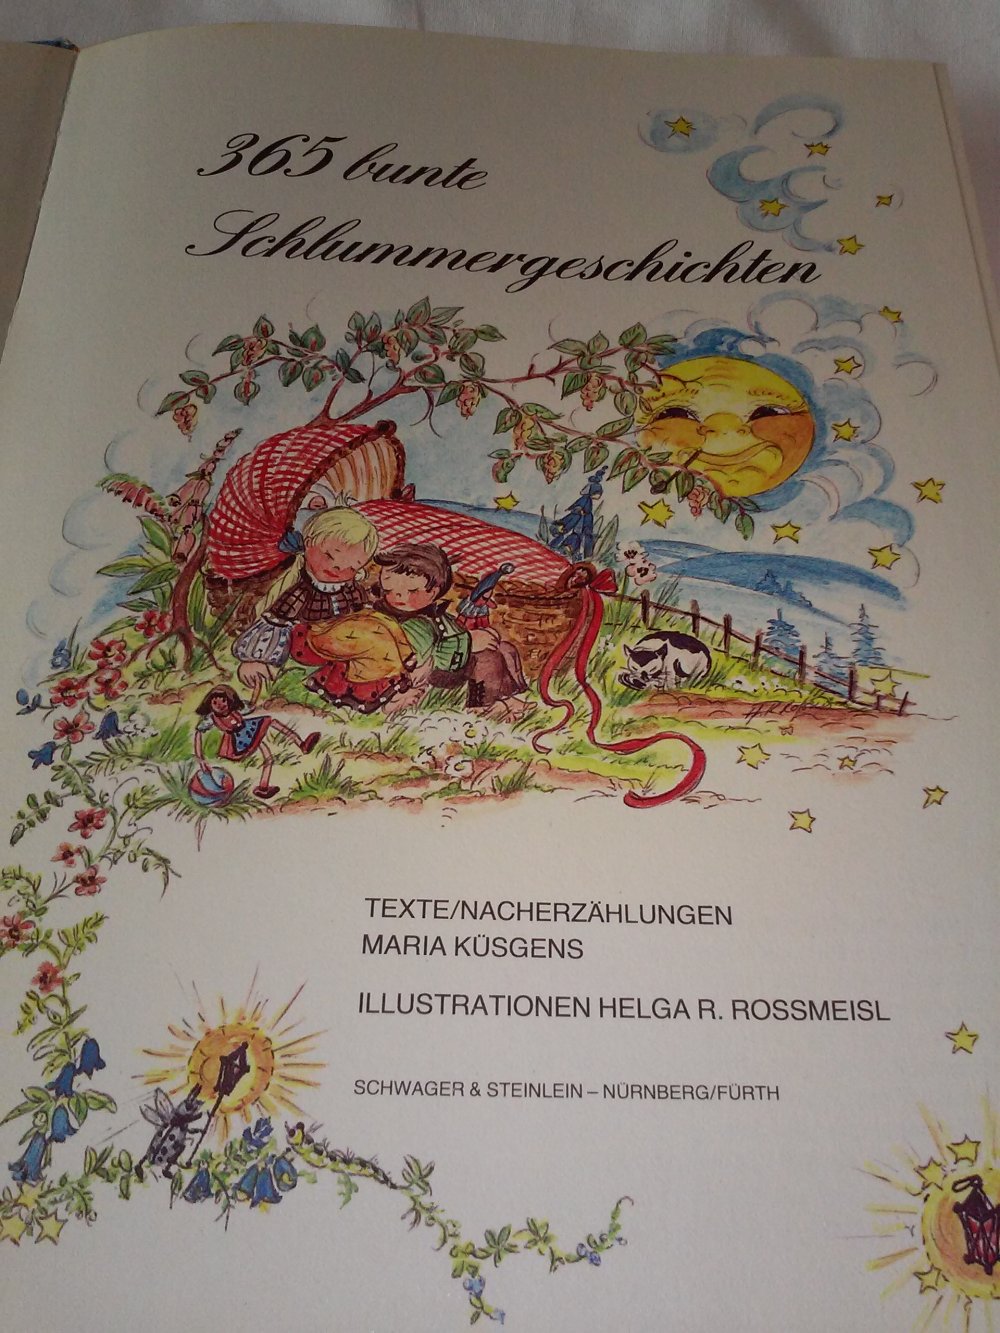 365 bunte
Schlummergeschichten
TEXTE/NACHERZÄHLUNGEN
MARIA KÜSGENS
ILLUSTRATIONEN HELGA R. ROSSMEISL
SCHWAGER & STEINLEIN – NÜRNBERG/FÜRTH